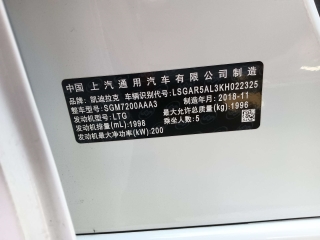 中国 上汽通用汽车有限公司制造
品牌: 凯迪拉克 车辆识别代号: LSGAR5AL3KH022325
整车型号: SGM7200AAA3 制造年月: 2018-11
发动机型号: LTG 最大允许总质量(kg): 1996
发动机排量(mL): 1998 乘坐人数: 5
发动机最大净功率(kW): 200